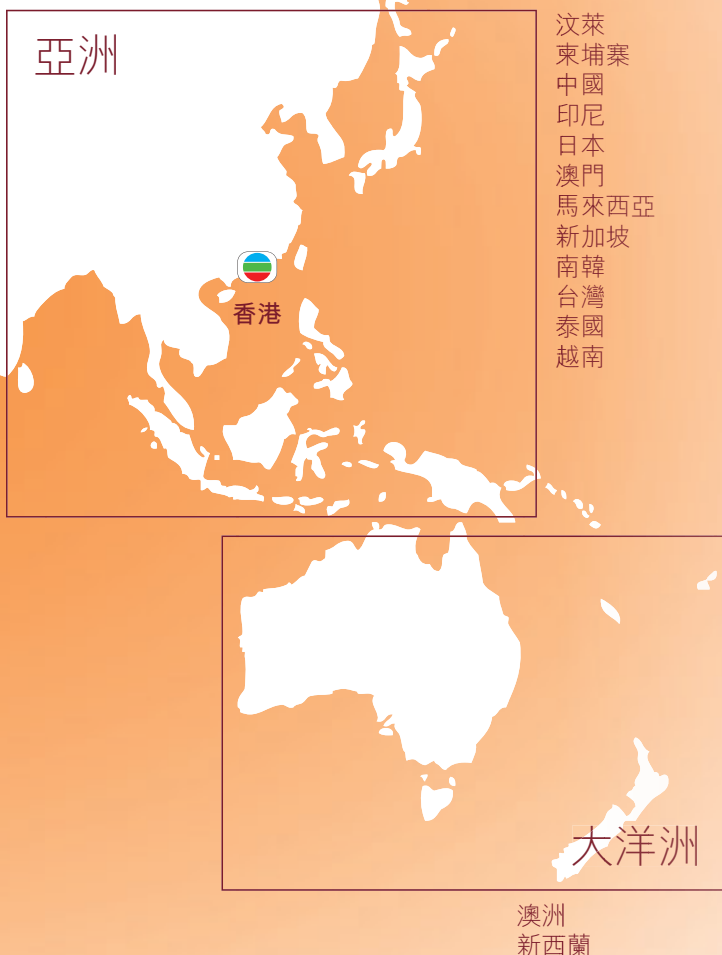 亞洲
汶萊
柬埔寨
中國
印尼
日本
澳門
馬來西亞
新加坡
南韓
台灣
泰國
越南
香港
大洋洲
澳洲
新西蘭